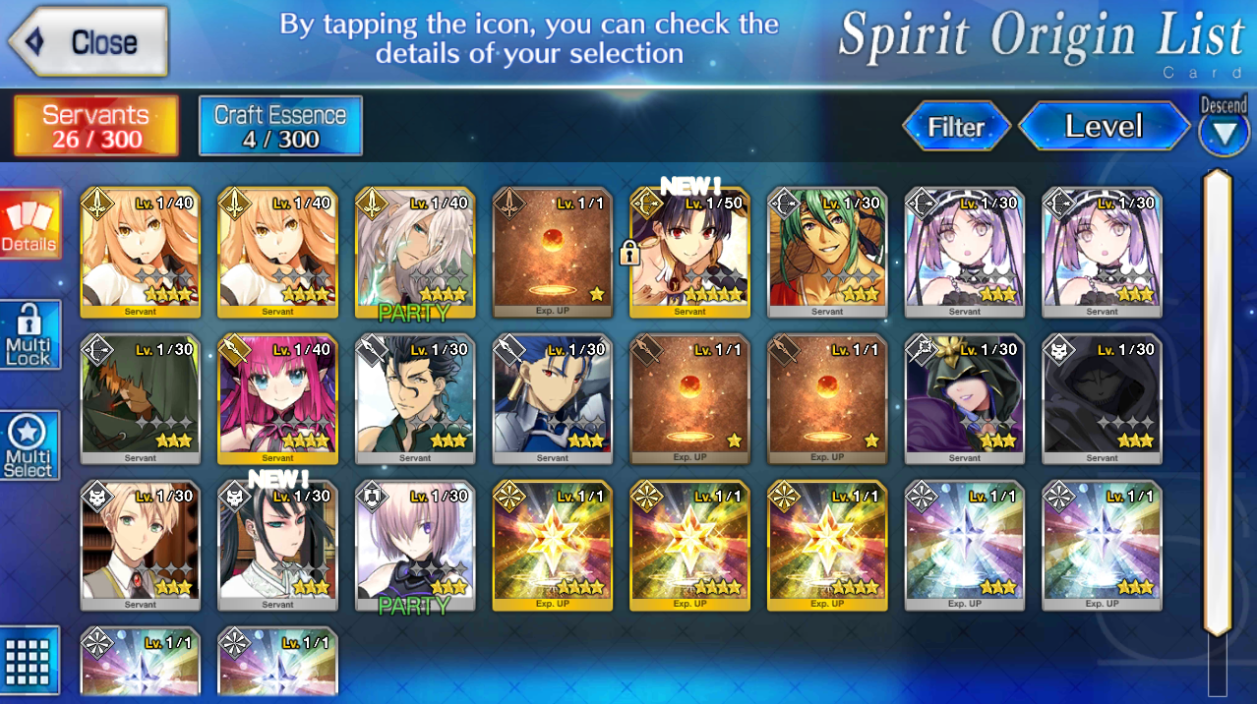 Close
By tapping the icon, you can check the
details of your selection
Spirit Origin List
Card
Servants
26 / 300
Craft Essence
4 / 300
Filter
Level
Descend
Details
Multi
Lock
Multi
Select
Lv. 1/40
Servant
Lv. 1/40
Servant
Lv. 1/40
PARTY
Lv. 1/1
Exp. UP
NEW!
Lv. 1/50
Servant
Lv. 1/30
Servant
Lv. 1/30
Servant
Lv. 1/30
Servant
Lv. 1/30
Servant
Lv. 1/40
Servant
Lv. 1/30
Servant
Lv. 1/30
Servant
Lv. 1/1
Exp. UP
Lv. 1/1
Exp. UP
Lv. 1/30
Servant
Lv. 1/30
Servant
Lv. 1/30
Servant
NEW!
Lv. 1/30
Servant
Lv. 1/30
PARTY
Lv. 1/1
Exp. UP
Lv. 1/1
Exp. UP
Lv. 1/1
Exp. UP
Lv. 1/1
Exp. UP
Lv. 1/1
Exp. UP
Lv. 1/1
Lv. 1/1